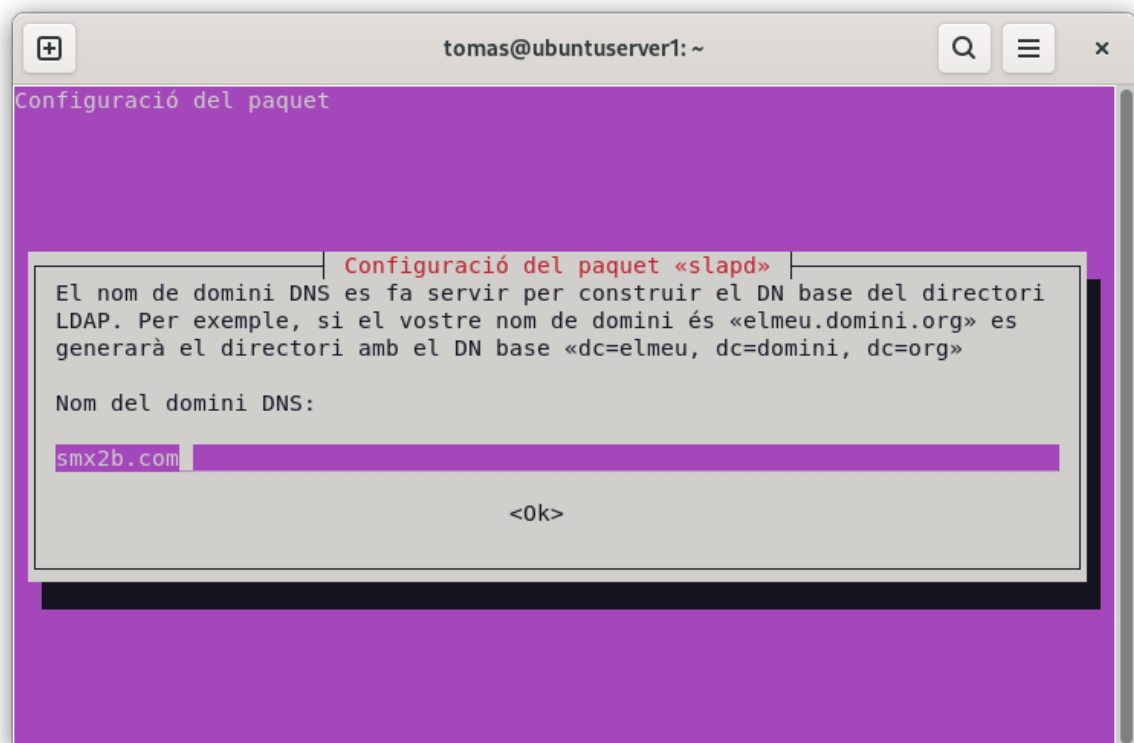 tomas@ubuntuserver1: ~
Configuració del paquet
Configuració del paquet «slapd»
El nom de domini DNS es fa servir per construir el DN base del directori
LDAP. Per exemple, si el vostre nom de domini és «elmeu.domini.org» es
generarà el directori amb el DN base «dc=elmeu, dc=domini, dc=org»
Nom del domini DNS:
smx2b.com
<Ok>